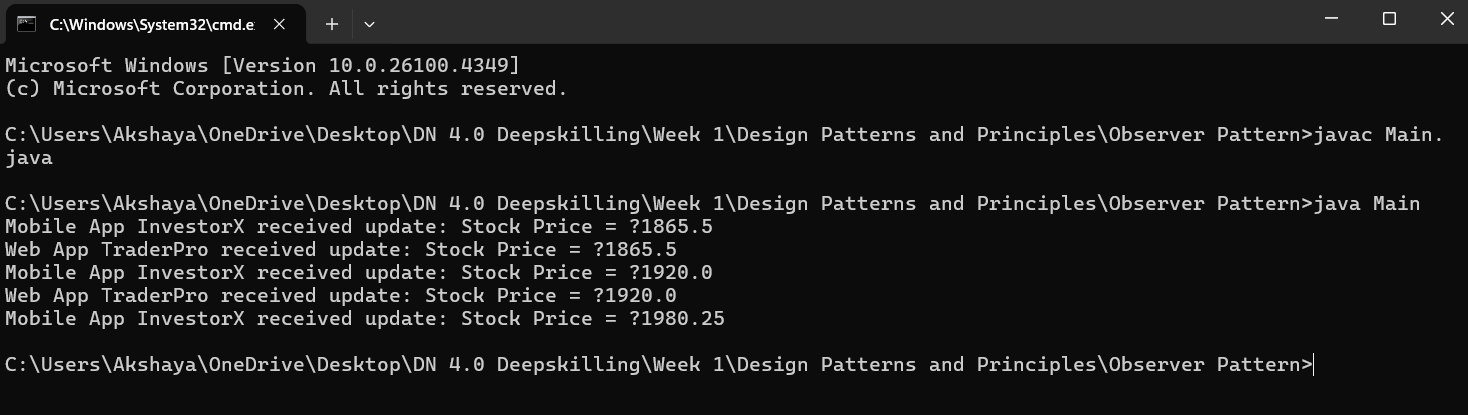 C:\Windows\System32\cmd.e
Microsoft Windows [Version 10.0.26100.4349]
(c) Microsoft Corporation. All rights reserved.
C:\Users\Akshaya\OneDrive\Desktop\DN 4.0 Deepskilling\Week 1\Design Patterns and Principles\Observer Pattern>javac Main.
java
C:\Users\Akshaya\OneDrive\Desktop\DN 4.0 Deepskilling\Week 1\Design Patterns and Principles\Observer Pattern>java Main
Mobile App InvestorX received update: Stock Price = ?1865.5
Web App TraderPro received update: Stock Price = ?1865.5
Mobile App InvestorX received update: Stock Price = ?1920.0
Web App TraderPro received update: Stock Price = ?1920.0
Mobile App InvestorX received update: Stock Price = ?1980.25
C:\Users\Akshaya\OneDrive\Desktop\DN 4.0 Deepskilling\Week 1\Design Patterns and Principles\Observer Pattern>